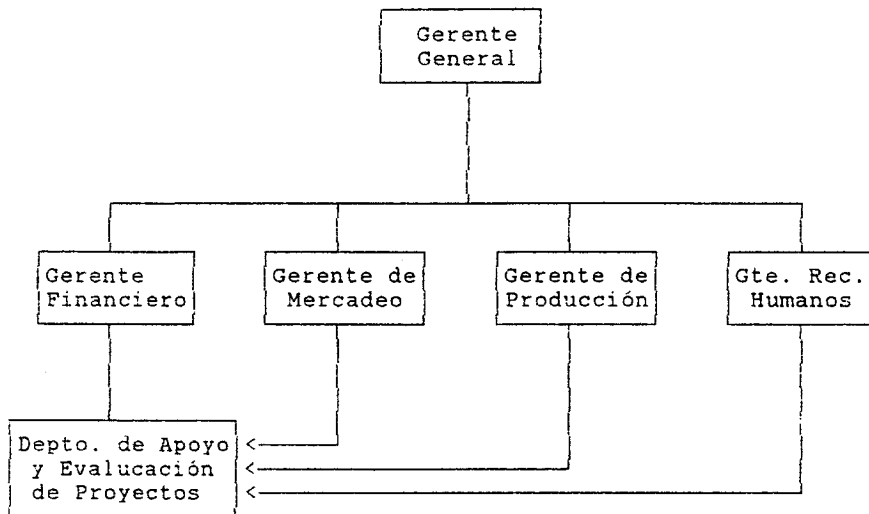 Gerente
General
Gerente
Financiero
Gerente de
Mercadeo
Gerente de
Producción
Gte. Rec.
Humanos
Depto. de Apoyo
y Evalucación
de Proyectos